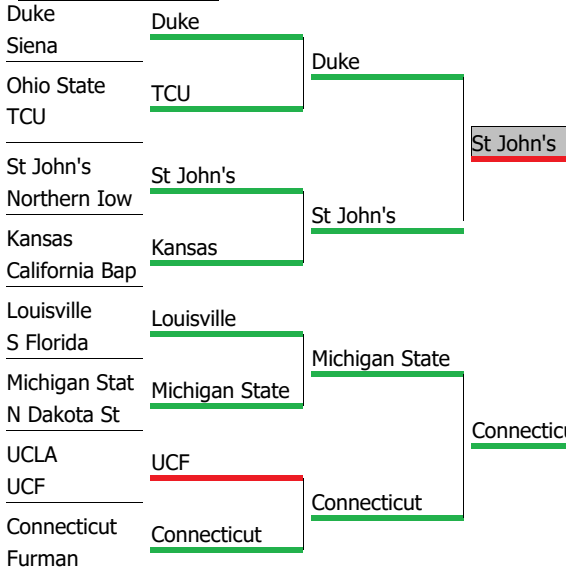 Duke
Siena
Ohio State
TCU
St John's
Northern Iow
Kansas
California Bap
Louisville
S Florida
Michigan Stat
N Dakota St
UCLA
UCF
Connecticut
Furman
Duke
TCU
St John's
Kansas
Louisville
Michigan State
UCF
Connecticut
Duke
St John's
Michigan State
Connecticut
St John's
Connecticu